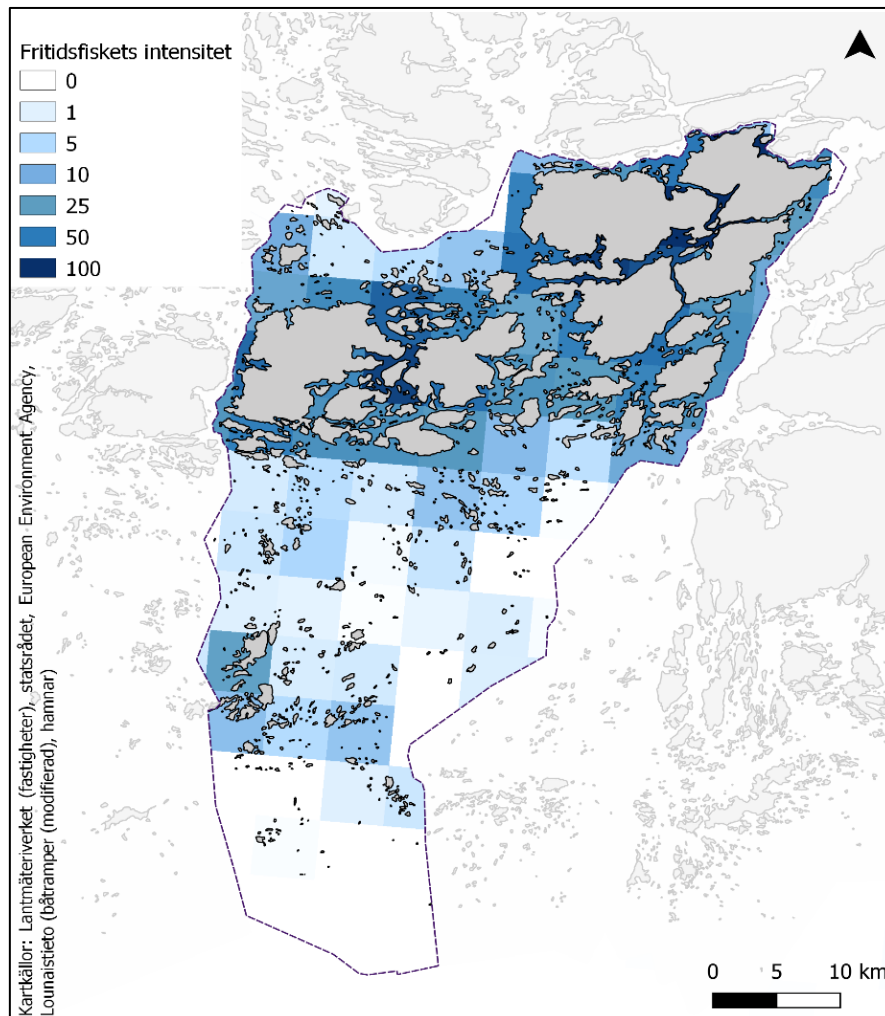 Fritidsfiskets intensitet
0
1
5
10
25
50
100
Kartkällor: Lantmäteriverket (fastigheter), statsrådet, European Environment Agency,
Lounaistieto (båtramper (modifierad), hamnar
0 5 10 km